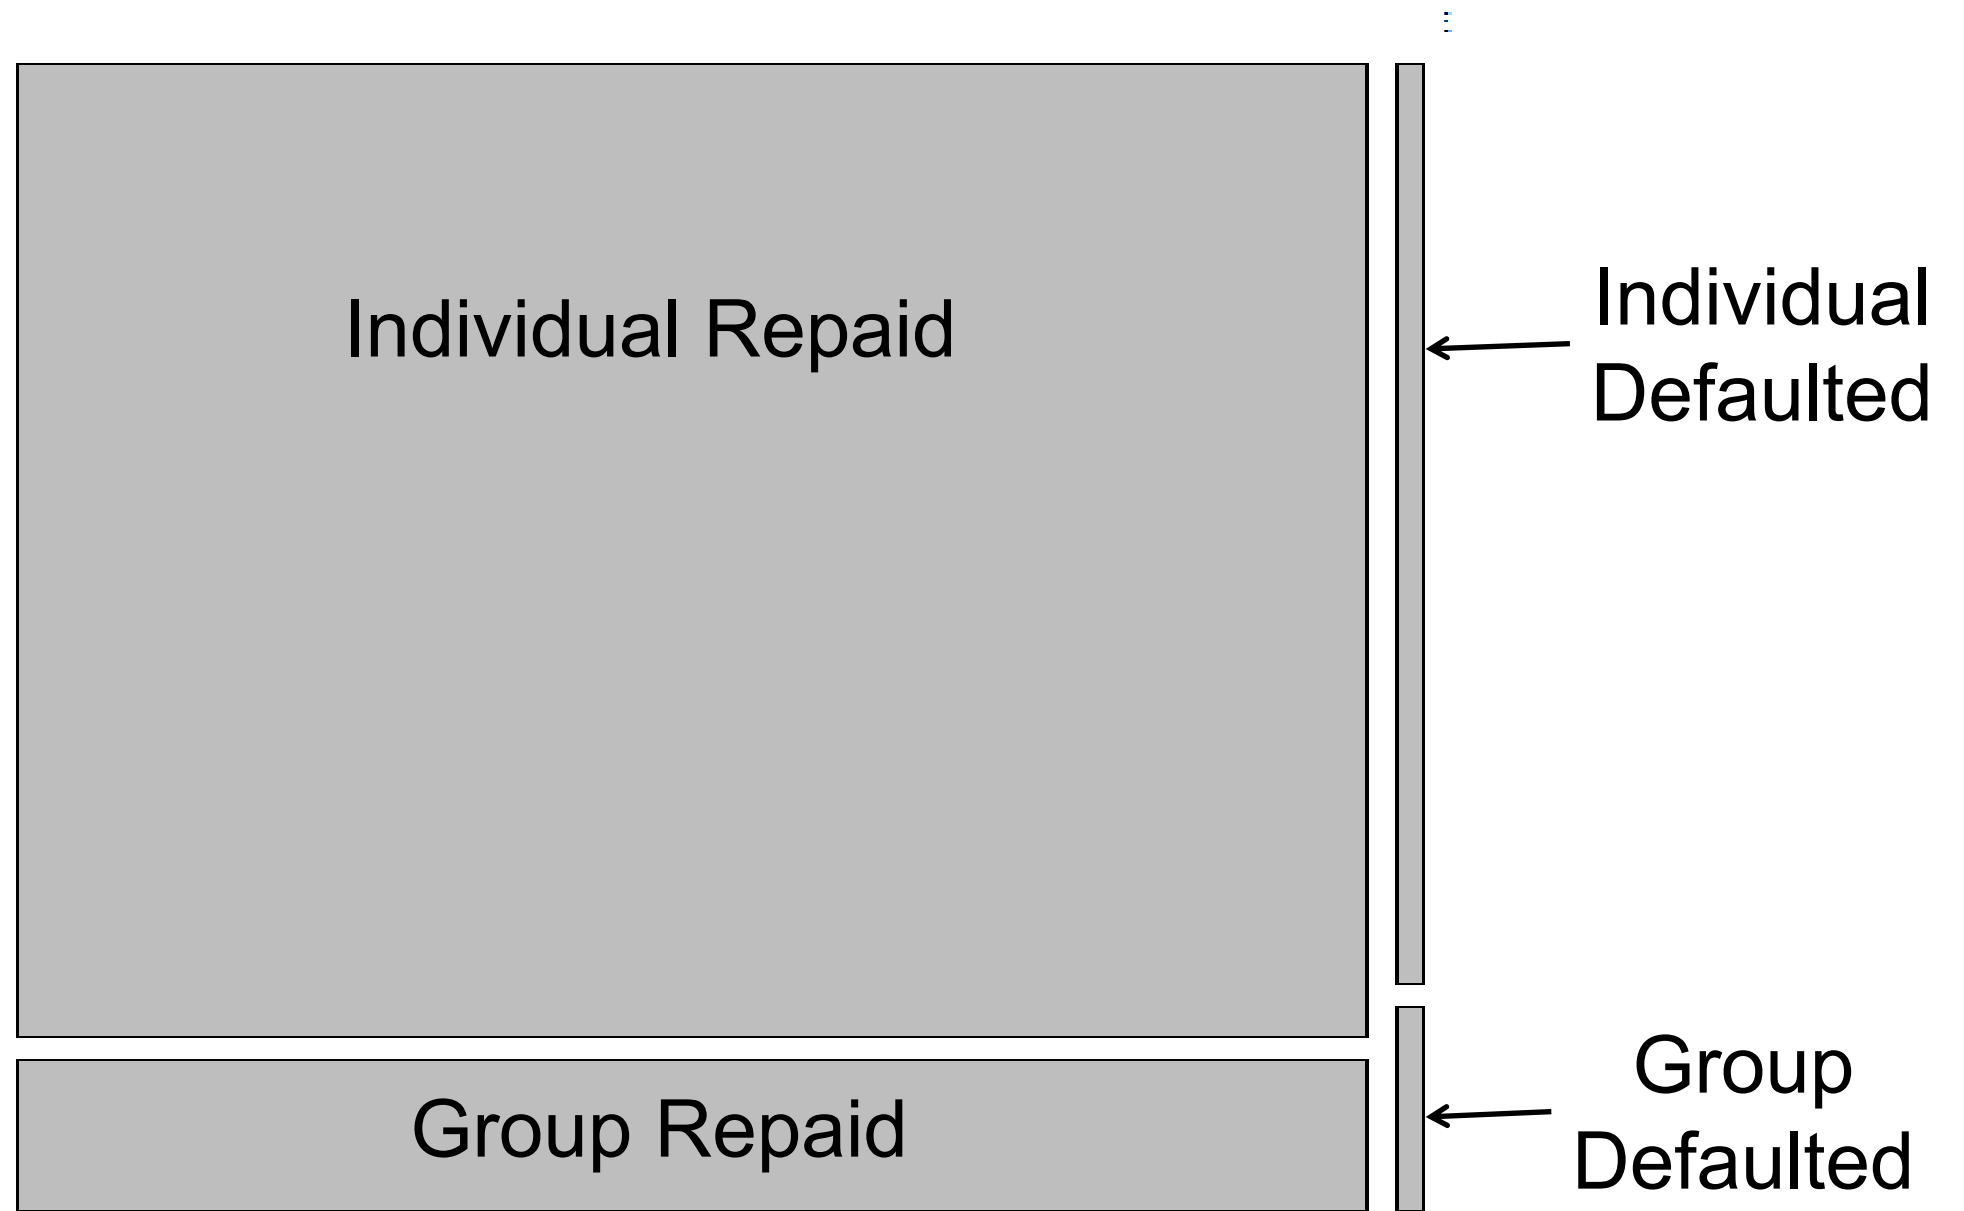 Individual Repaid
Individual
Defaulted
Group Repaid
Group
Defaulted